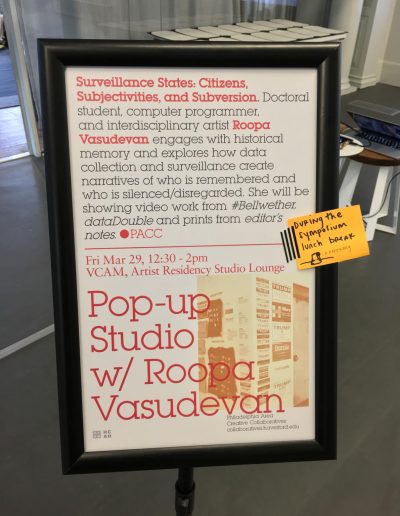 Surveillance States: Citizens,
Subjectivities, and Subversion. Doctoral
student, computer programmer,
and interdisciplinary artist Roopa
Vasudevan engages with historical
memory and explores how data
collection and surveillance create
narratives of who is remembered and
who is silenced/disregarded. She will be
showing video work from #Bellwether,
dataDouble and prints from editor's
notes. PACC
DURING THE
Symposium
lunch break
Fri Mar 29, 12:30 - 2pm
VCAM, Artist Residency Studio Lounge
Pop-up
Studio
w/ Roopa
Vasudevan
TRUMP
Philadelphia Area
Creative Collaboratives
collaboratives.haverford.edu
HC
AH